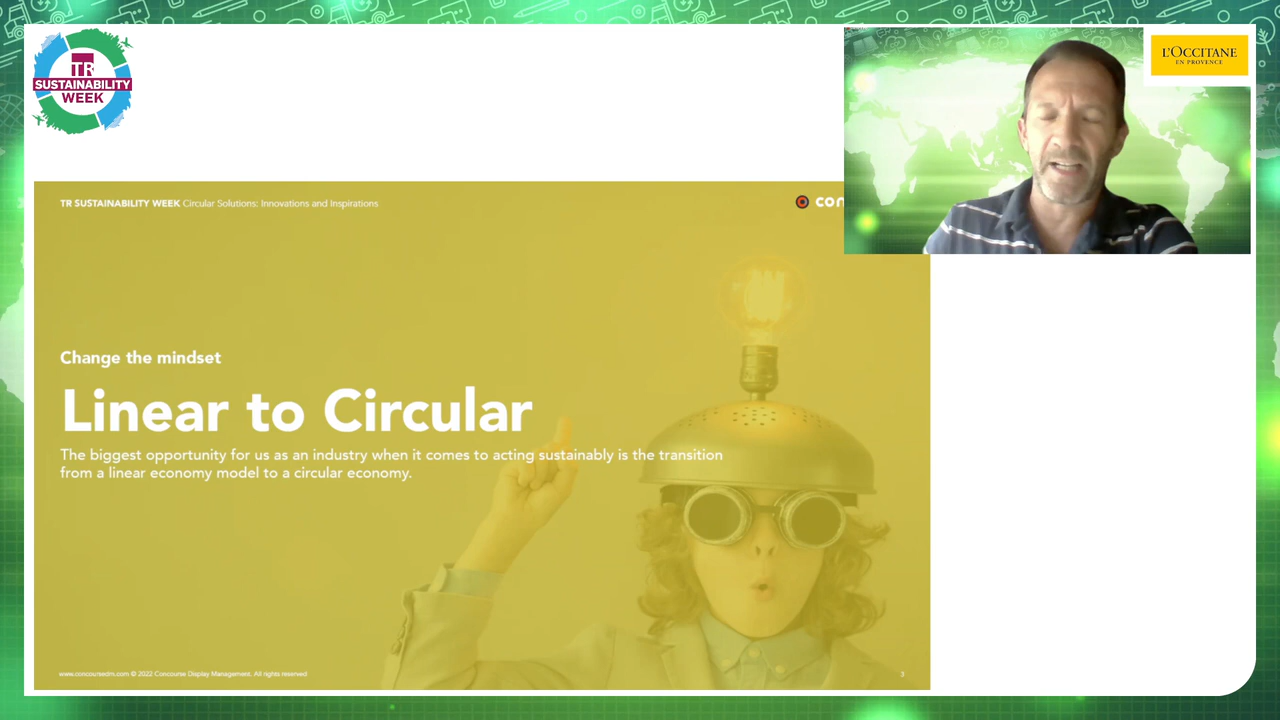 TR
SUSTAINABILITY
WEEK
L'OCCITANE
EN PROVENCE
TR SUSTAINABILITY WEEK Circular Solutions: Innovations and Inspirations
con
Change the mindset
Linear to Circular
The biggest opportunity for us as an industry when it comes to acting sustainably is the transition
from a linear economy model to a circular economy.
www.concoursedm.com © 2022 Concourse Display Management. All rights reserved
3